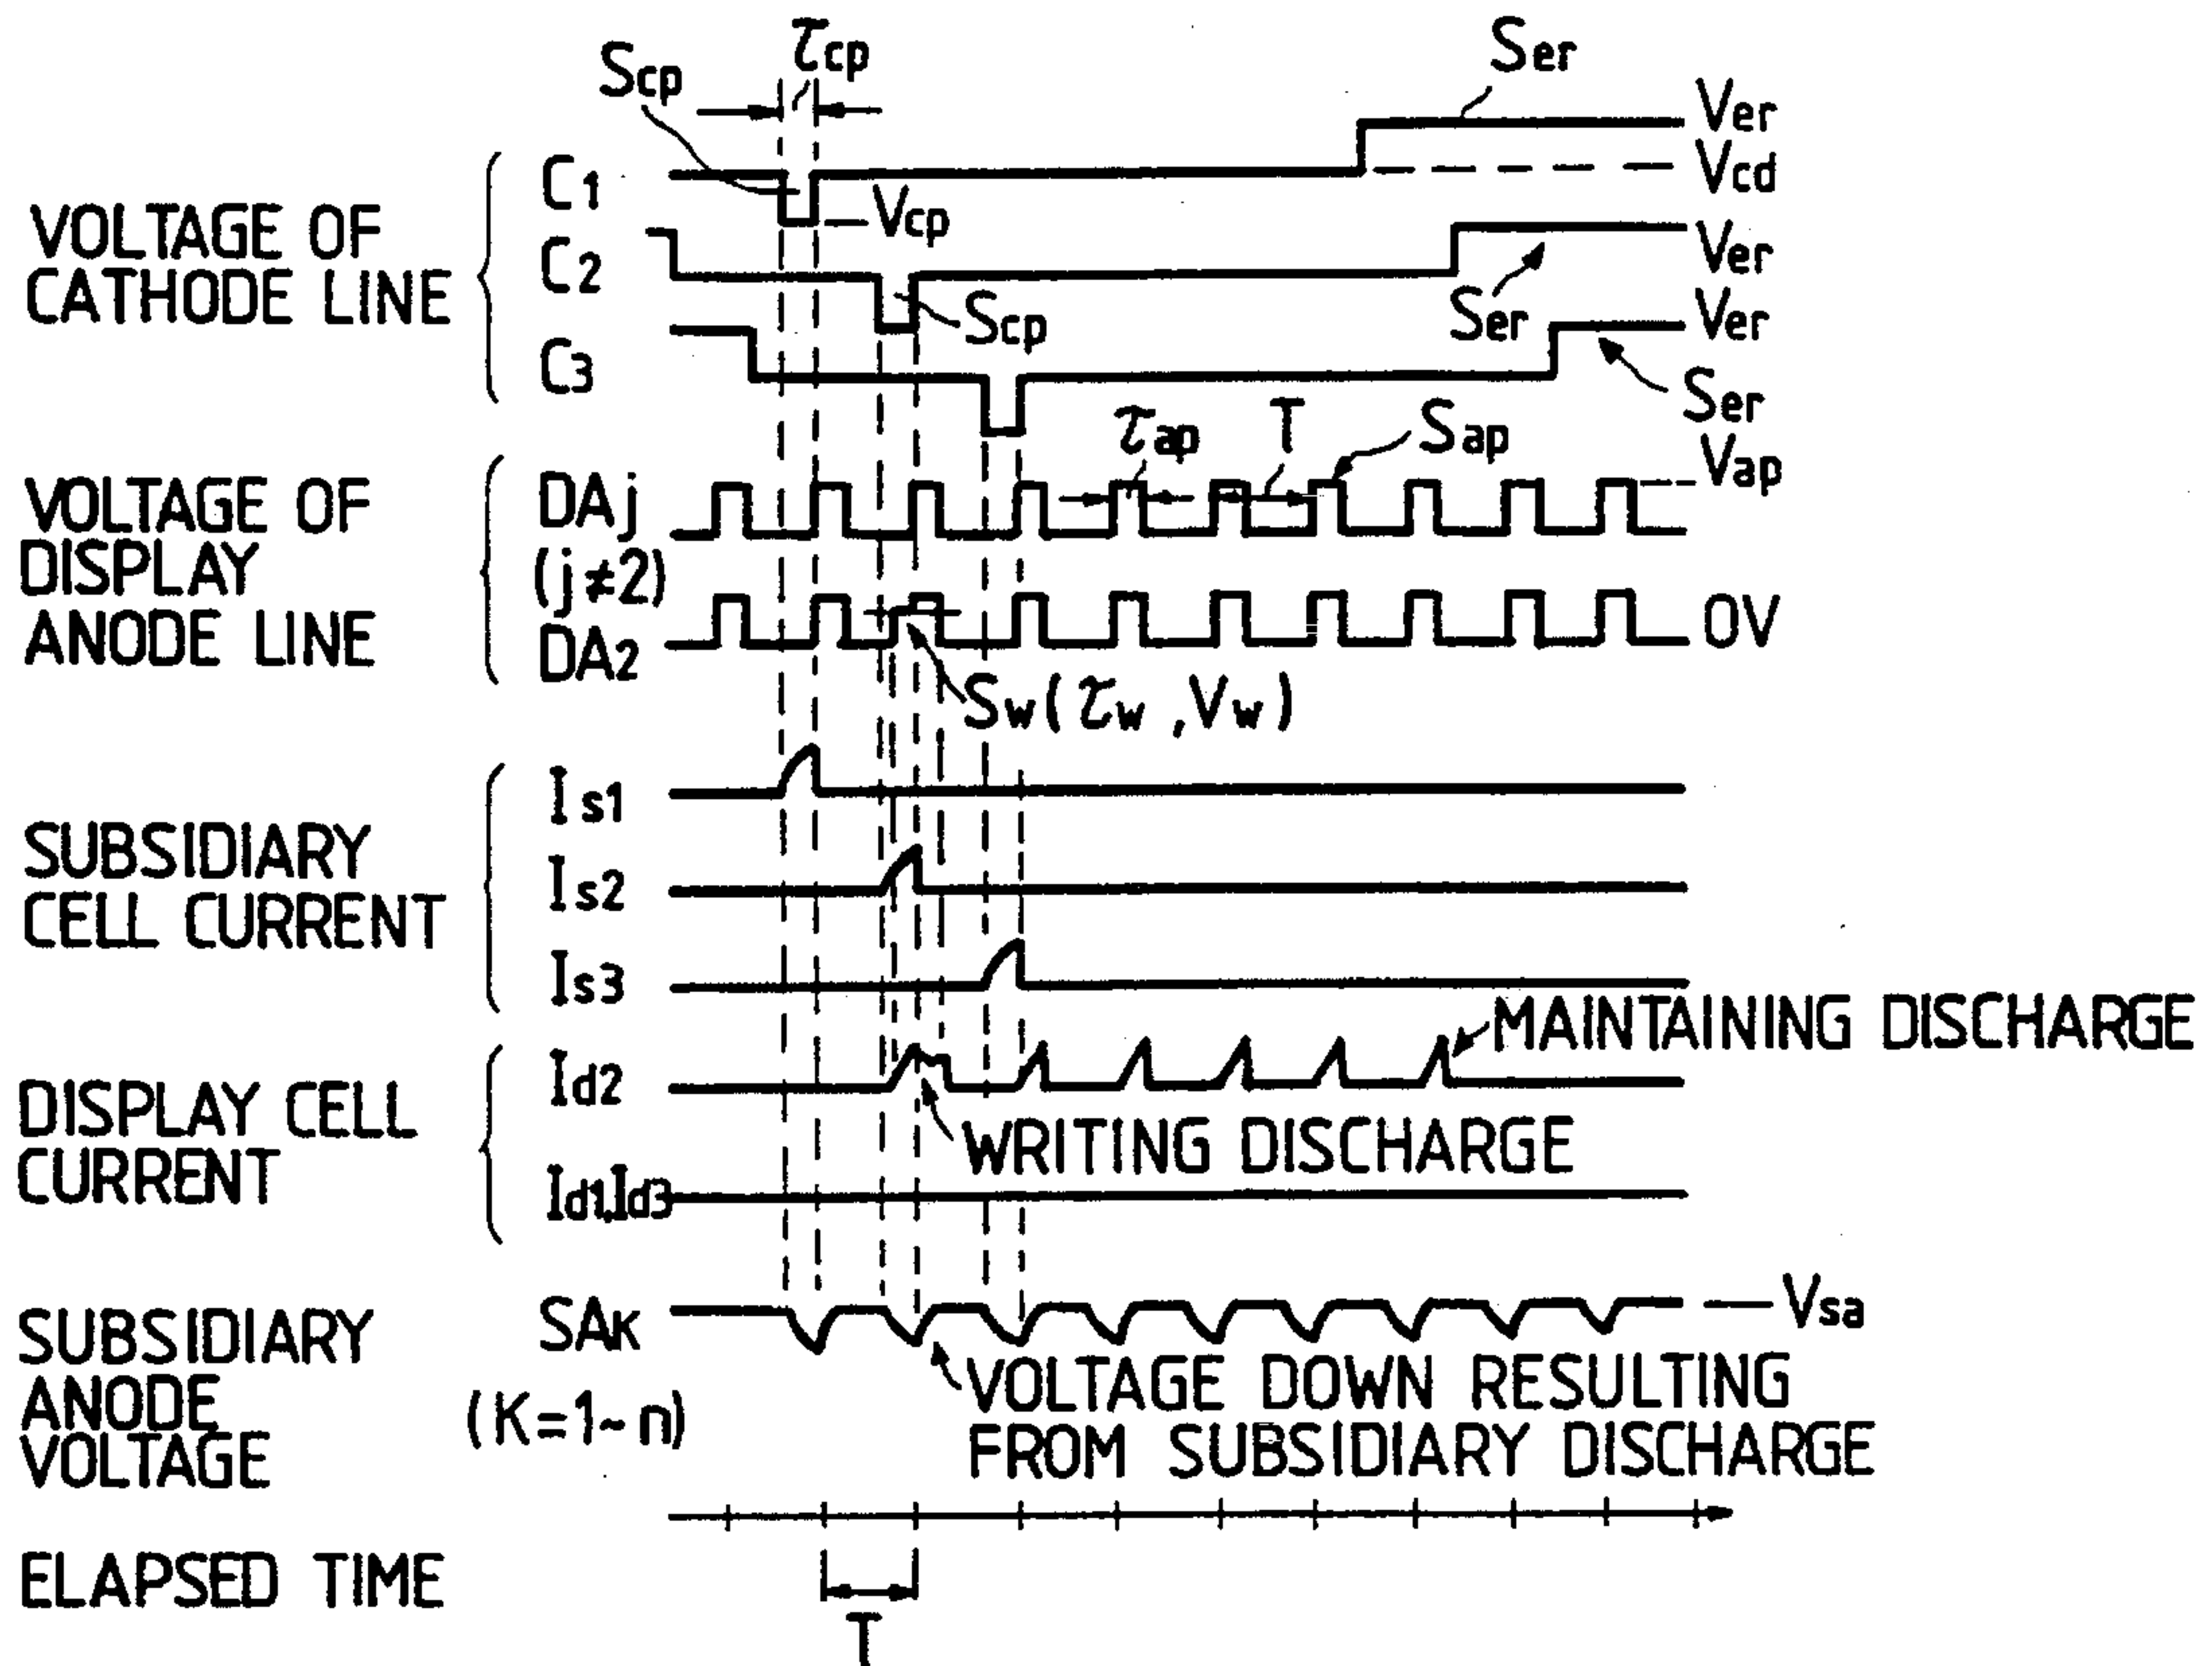 τcp
Scp
Ser
Ver
Vcd
C1
Vcp
VOLTAGE OF
CATHODE LINE
C2
Ver
Scp
Ser
Ver
C3
Ser
τap
T
Sap
Vap
VOLTAGE OF
DISPLAY
ANODE LINE
DAj
(j≠2)
DA2
0V
Sw(τw,Vw)
Is1
SUBSIDIARY
CELL CURRENT
Is2
Is3
MAINTAINING DISCHARGE
DISPLAY CELL
CURRENT
Id2
WRITING DISCHARGE
Id1,Id3
SUBSIDIARY
ANODE
VOLTAGE
SAK
(K=1~n)
Vsa
VOLTAGE DOWN RESULTING
FROM SUBSIDIARY DISCHARGE
ELAPSED TIME
T